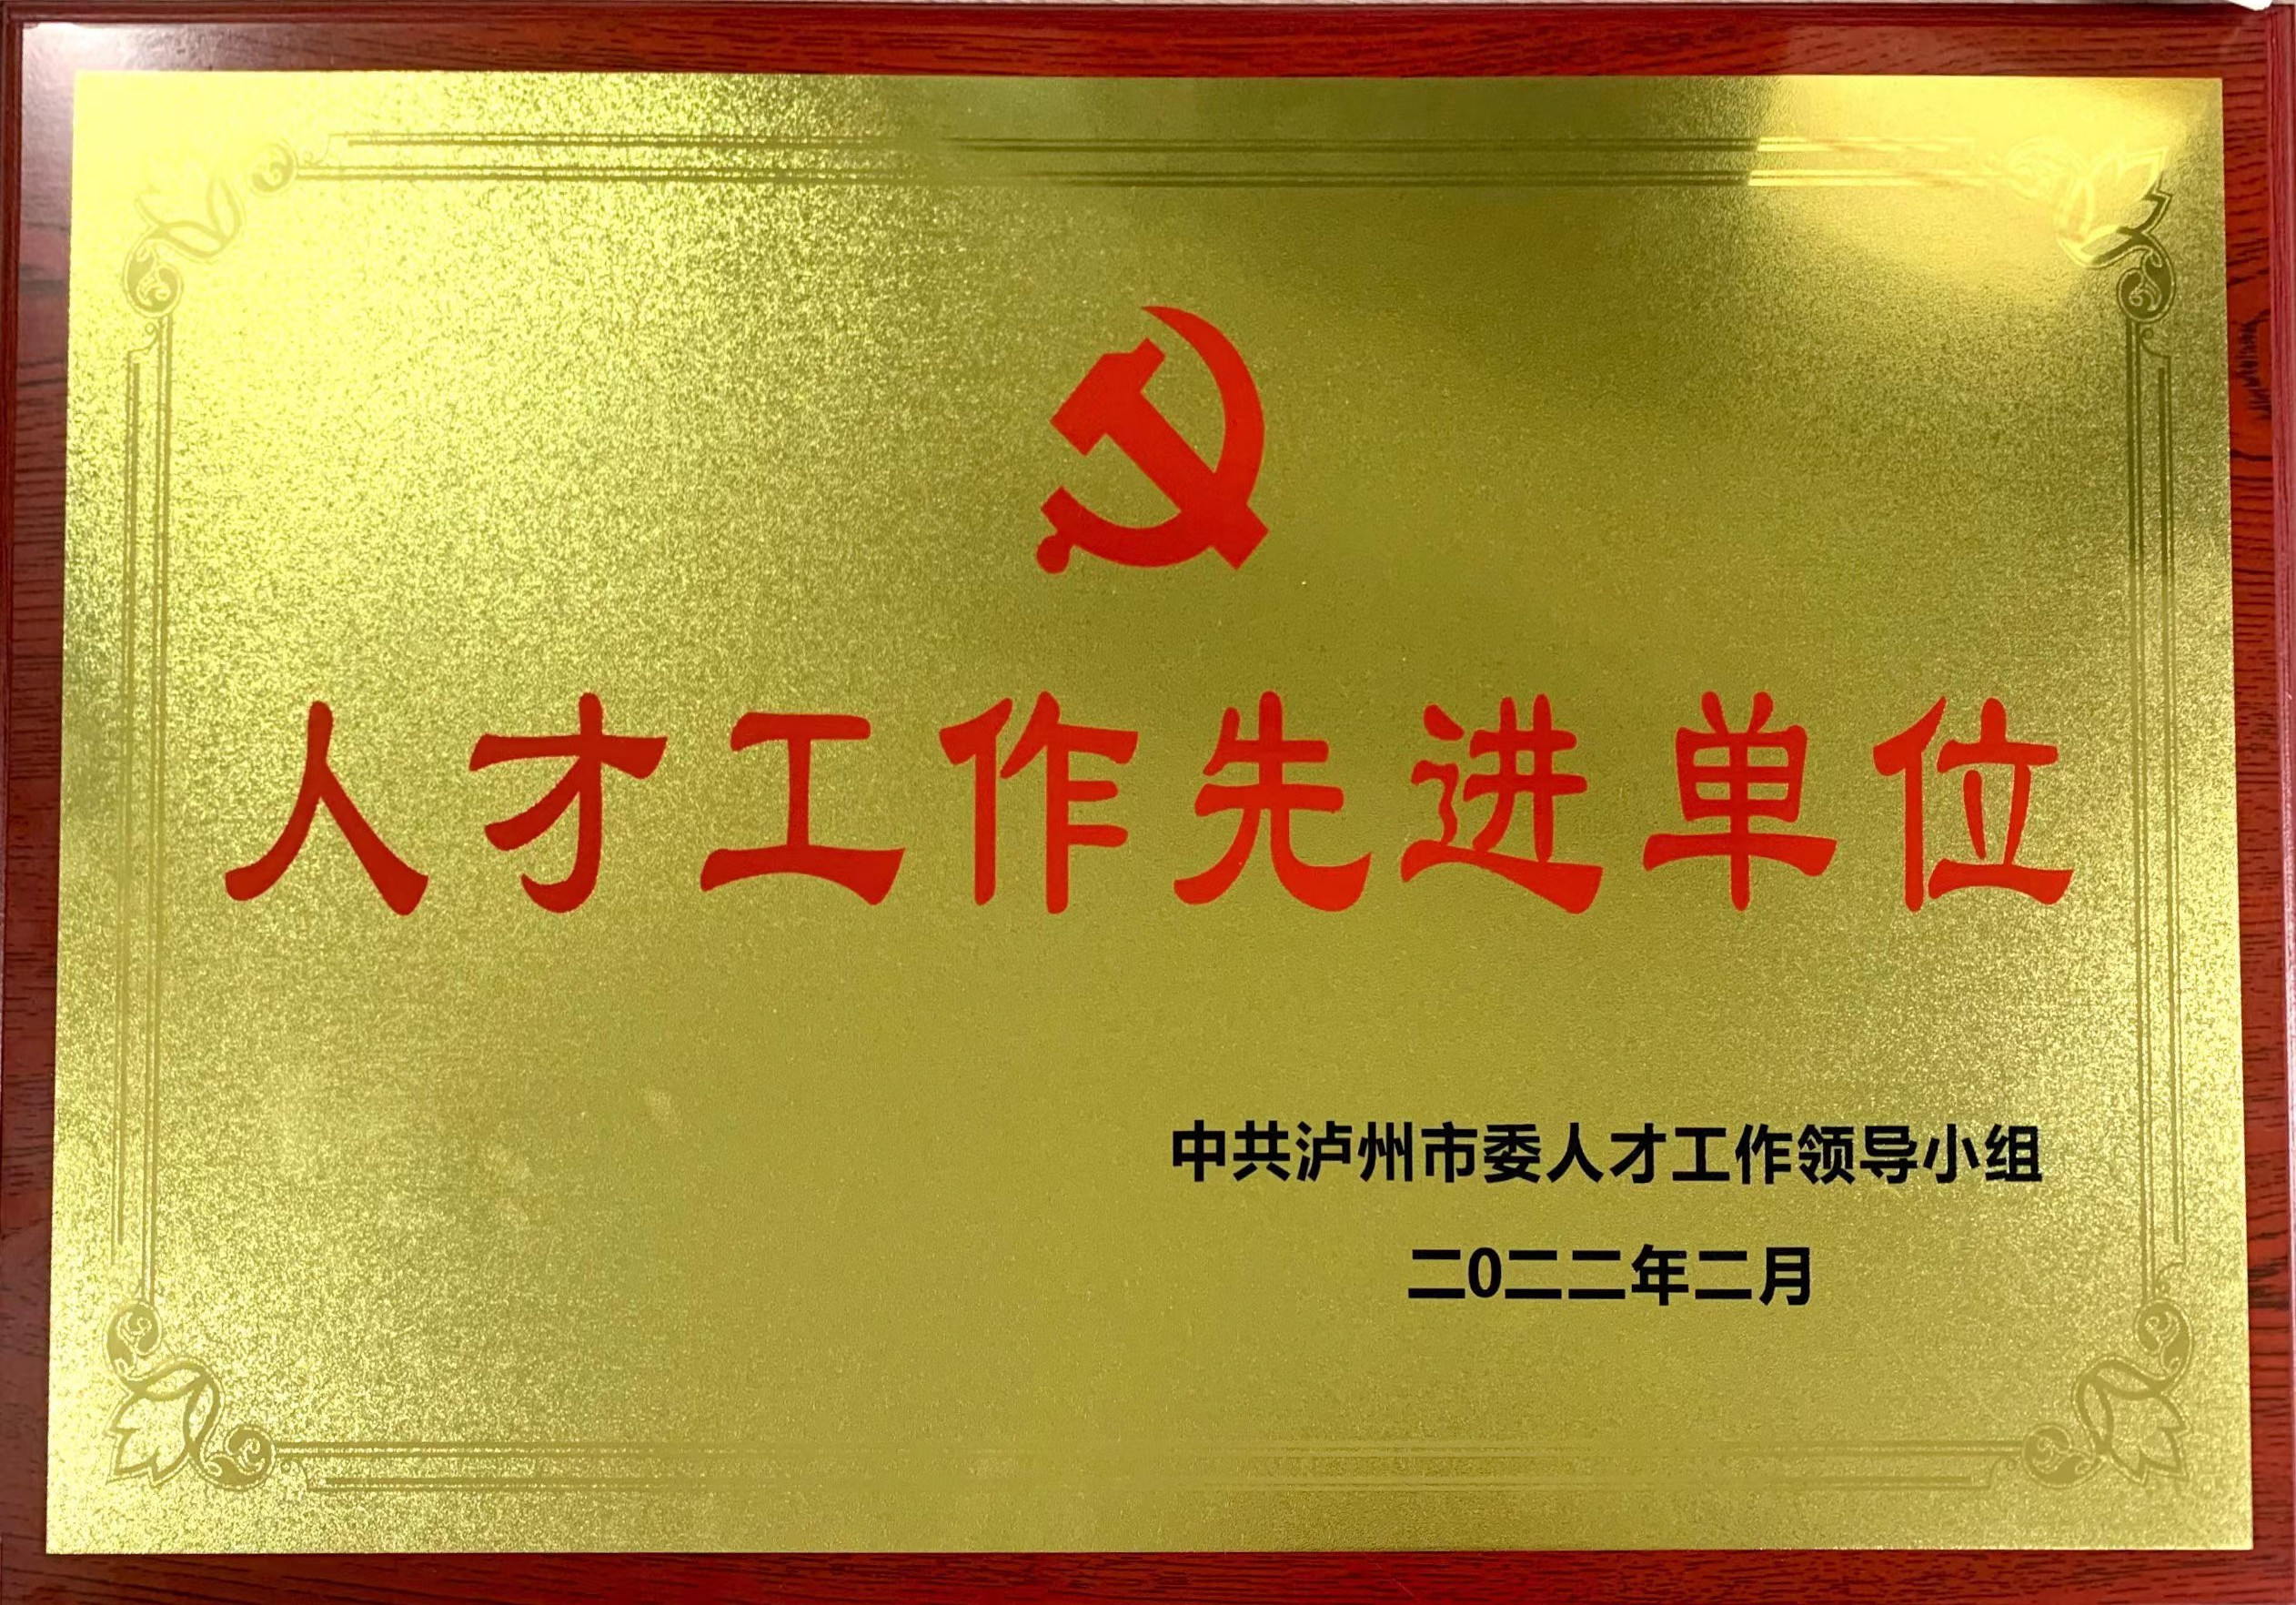 人才工作先进单位
中共泸州市委人才工作领导小组
二0二二年二月